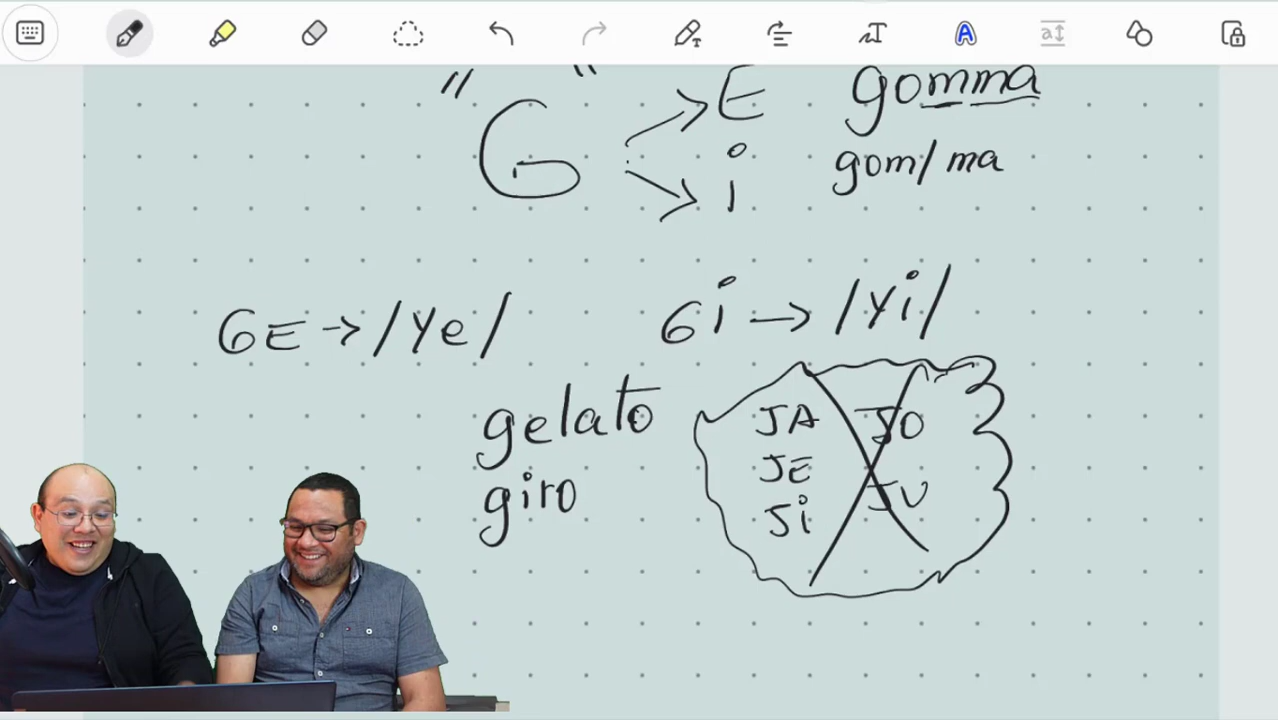 " G " → E gomma
→ i gom/ma
GE → /Ye/ Gi → /Yi/
gelato JA JO
JE
giro Ji JU